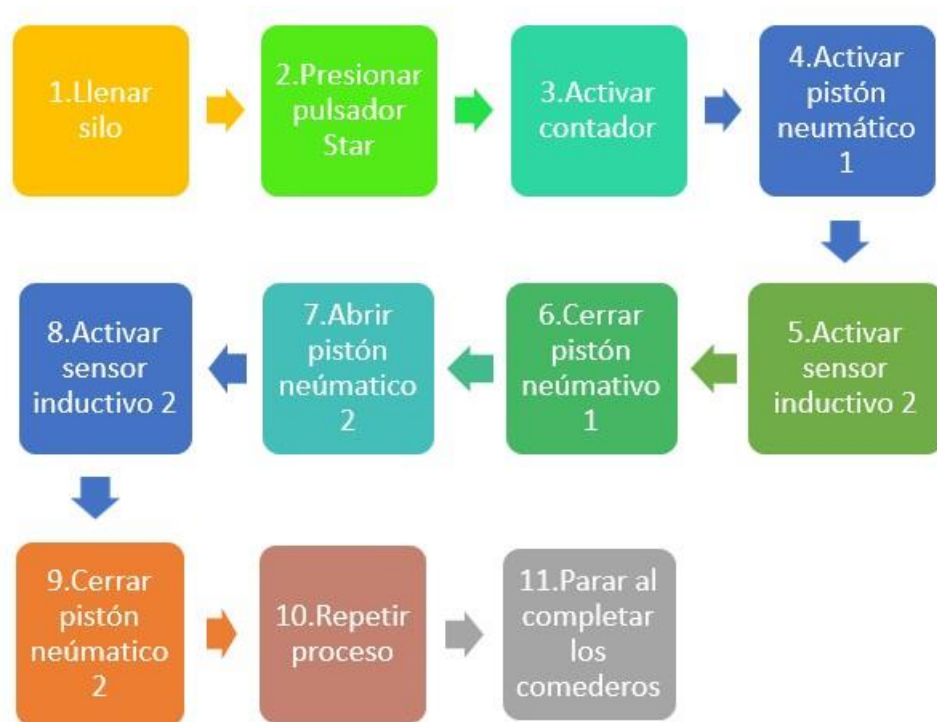 1.Llenar
silo
2.Presionar
pulsador
Star
3.Activar
contador
4.Activar
pistón
neumático
1
5.Activar
sensor
inductivo 2
6.Cerrar
pistón
neúmativo
1
7.Abrir
pistón
neúmatico
2
8.Activar
sensor
inductivo 2
9.Cerrar
pistón
neúmatico
2
10.Repetir
proceso
11.Parar al
completar
los
comederos